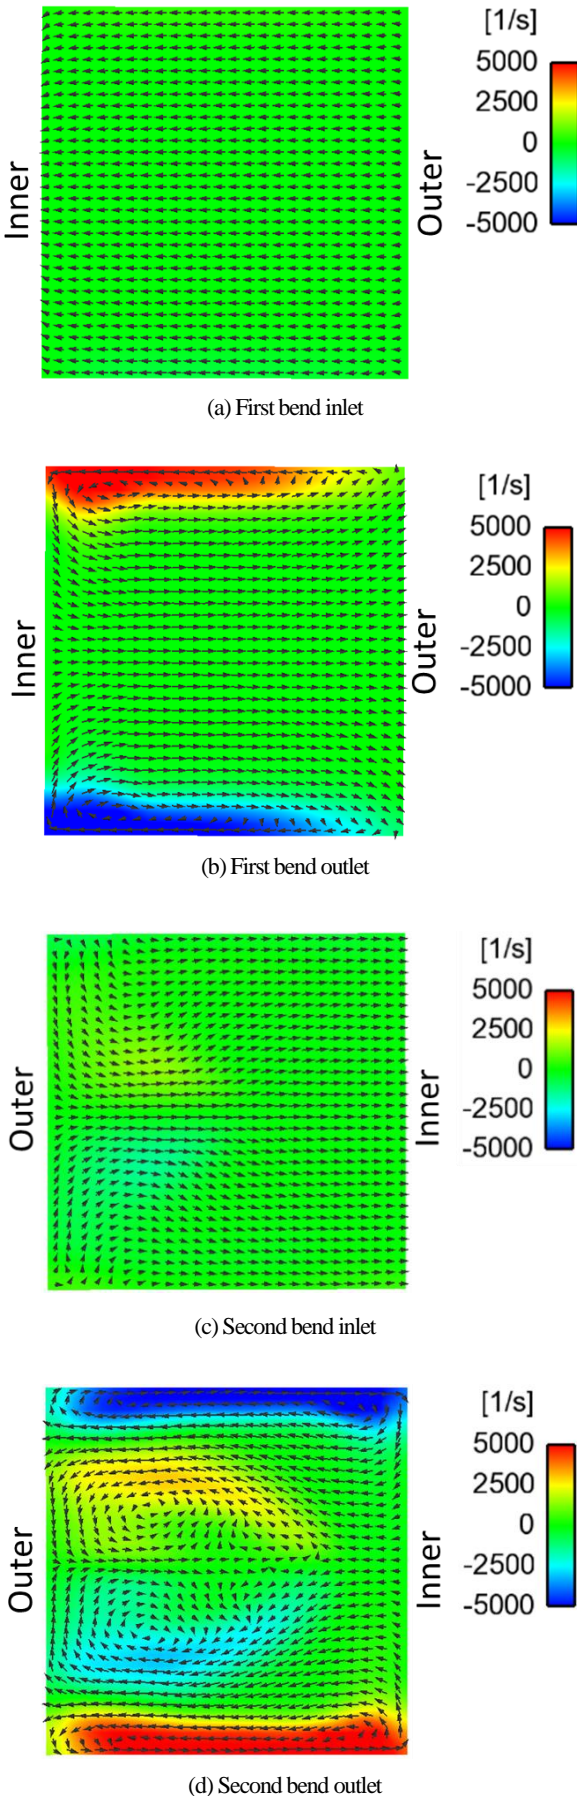 [1/s]
5000
2500
0
-2500
-5000
Inner
Outer
(a) First bend inlet
[1/s]
5000
2500
0
-2500
-5000
Inner
Outer
(b) First bend outlet
[1/s]
5000
2500
0
-2500
-5000
Outer
Inner
(c) Second bend inlet
[1/s]
5000
2500
0
-2500
-5000
Outer
Inner
(d) Second bend outlet